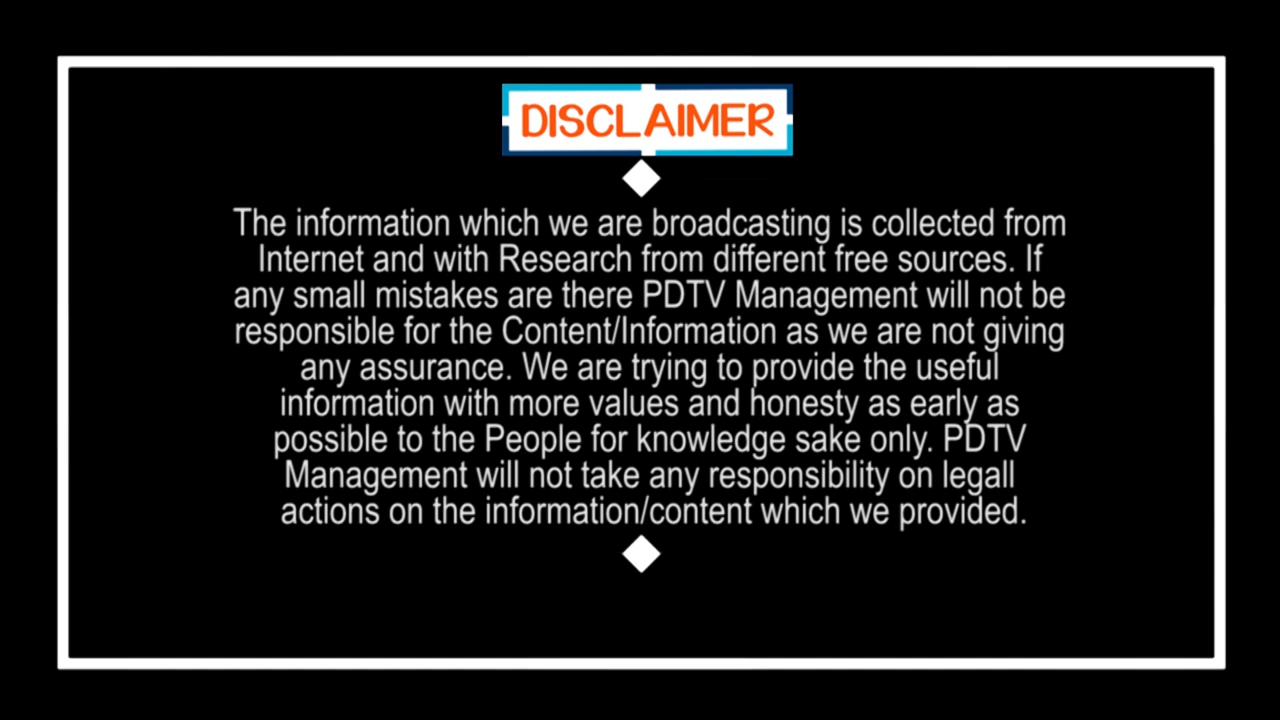 DISCLAIMER
The information which we are broadcasting is collected from
Internet and with Research from different free sources. If
any small mistakes are there PDTV Management will not be
responsible for the Content/Information as we are not giving
any assurance. We are trying to provide the useful
information with more values and honesty as early as
possible to the People for knowledge sake only. PDTV
Management will not take any responsibility on legall
actions on the information/content which we provided.